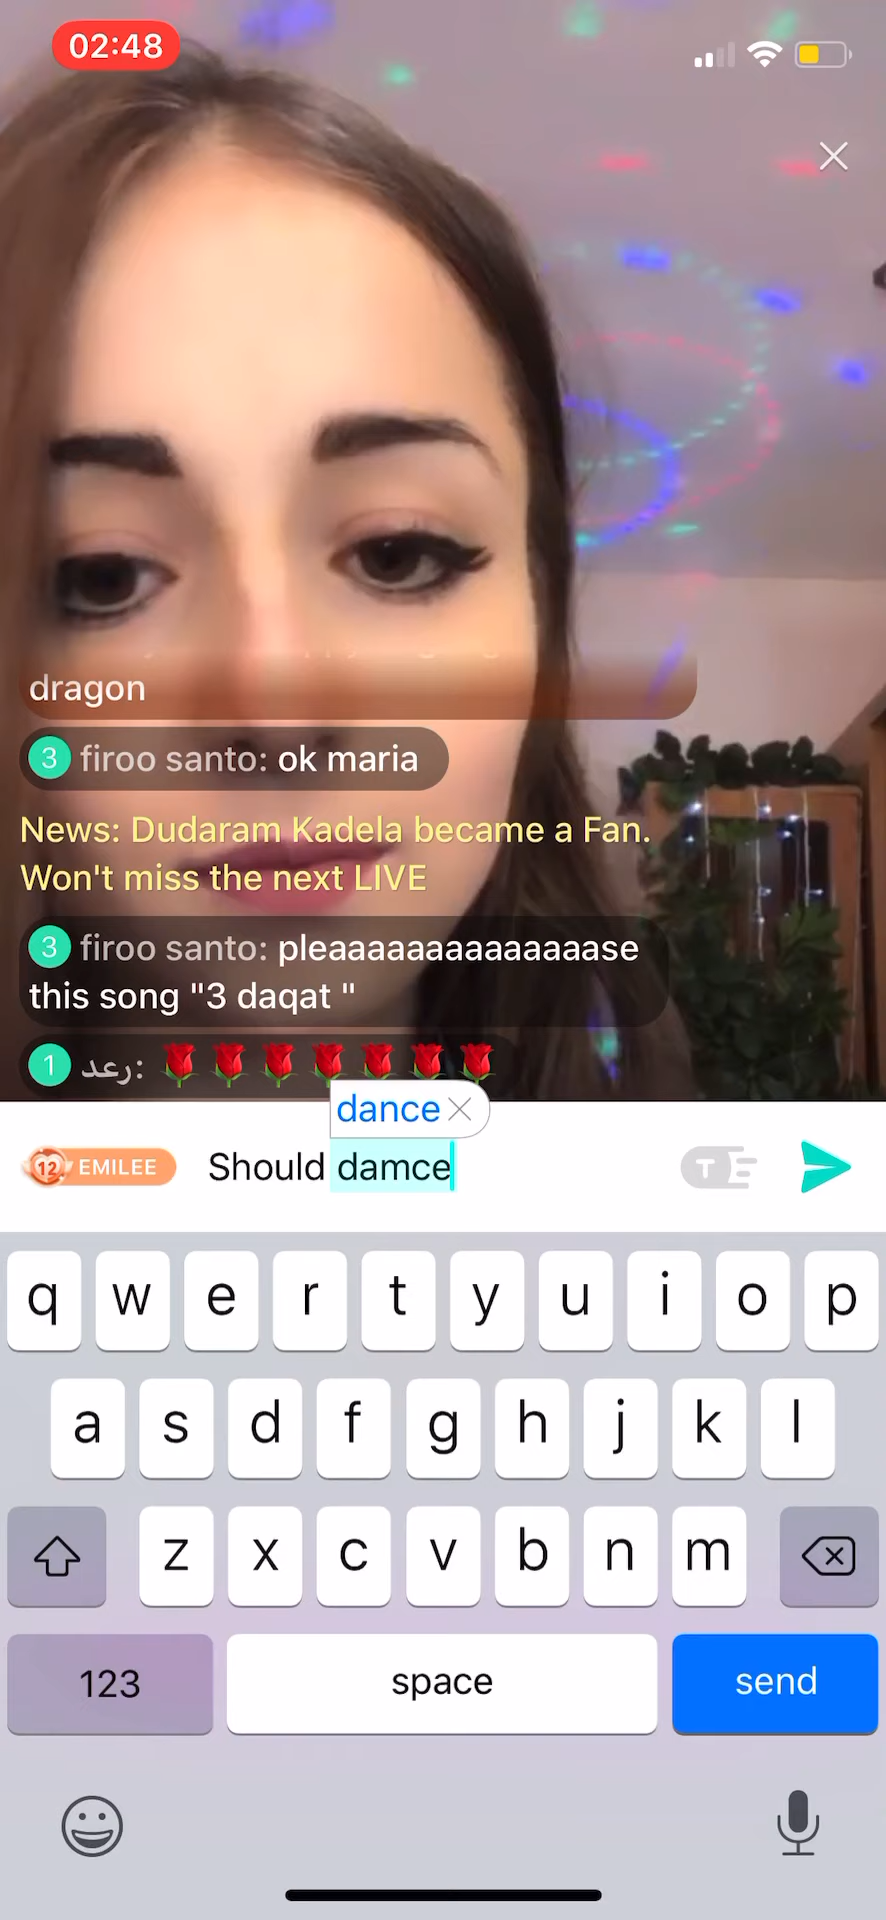 02:48
dragon
3 firoo santo: ok maria
News: Dudaram Kadela became a Fan.
Won't miss the next LIVE
3 firoo santo: pleaaaaaaaaaaaaaase
this song "3 daqat "
1 رعد: 🌹🌹🌹🌹🌹🌹🌹
dance
12 EMILEE Should damce T
q w e r t y u i o p
a s d f g h j k l
z x c v b n m
123 space send